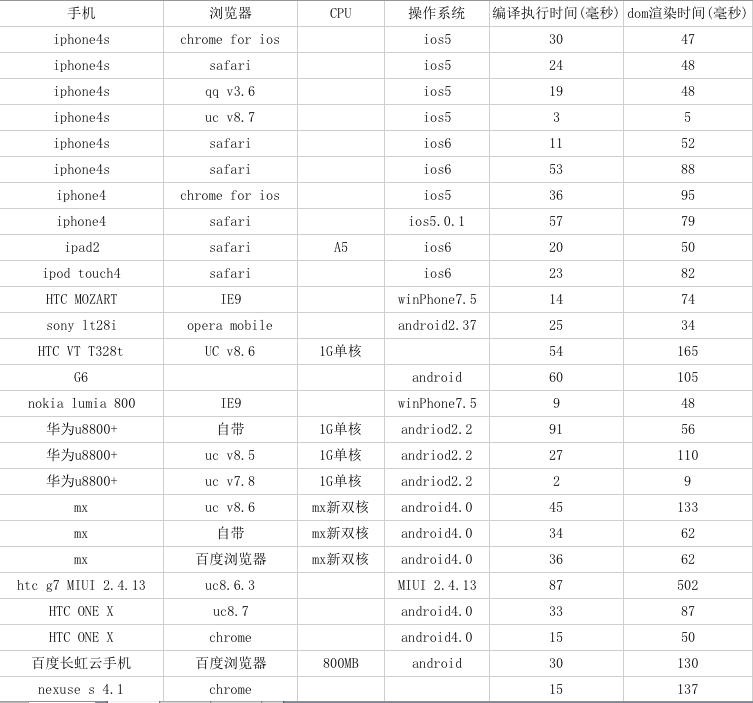 手机 浏览器 CPU 操作系统 编译执行时间(毫秒) dom渲染时间(毫秒)
iphone4s chrome for ios ios5 30 47
iphone4s safari ios5 24 48
iphone4s qq v3.6 ios5 19 48
iphone4s uc v8.7 ios5 3 5
iphone4s safari ios6 11 52
iphone4s safari ios6 53 88
iphone4 chrome for ios ios5 36 95
iphone4 safari ios5.0.1 57 79
ipad2 safari A5 ios6 20 50
ipod touch4 safari ios6 23 82
HTC MOZART IE9 winPhone7.5 14 74
sony lt28i opera mobile android2.37 25 34
HTC VT T328t UC v8.6 1G单核 54 165
G6 android 60 105
nokia lumia 800 IE9 winPhone7.5 9 48
华为u8800+ 自带 1G单核 andriod2.2 91 56
华为u8800+ uc v8.5 1G单核 andriod2.2 27 110
华为u8800+ uc v7.8 1G单核 andriod2.2 2 9
mx uc v8.6 mx新双核 android4.0 45 133
mx 自带 mx新双核 android4.0 34 62
mx 百度浏览器 mx新双核 android4.0 36 62
htc g7 MIUI 2.4.13 uc8.6.3 MIUI 2.4.13 87 502
HTC ONE X uc8.7 android4.0 33 87
HTC ONE X chrome android4.0 15 50
百度长虹云手机 百度浏览器 800MB android 30 130
nexuse s 4.1 chrome 15 137